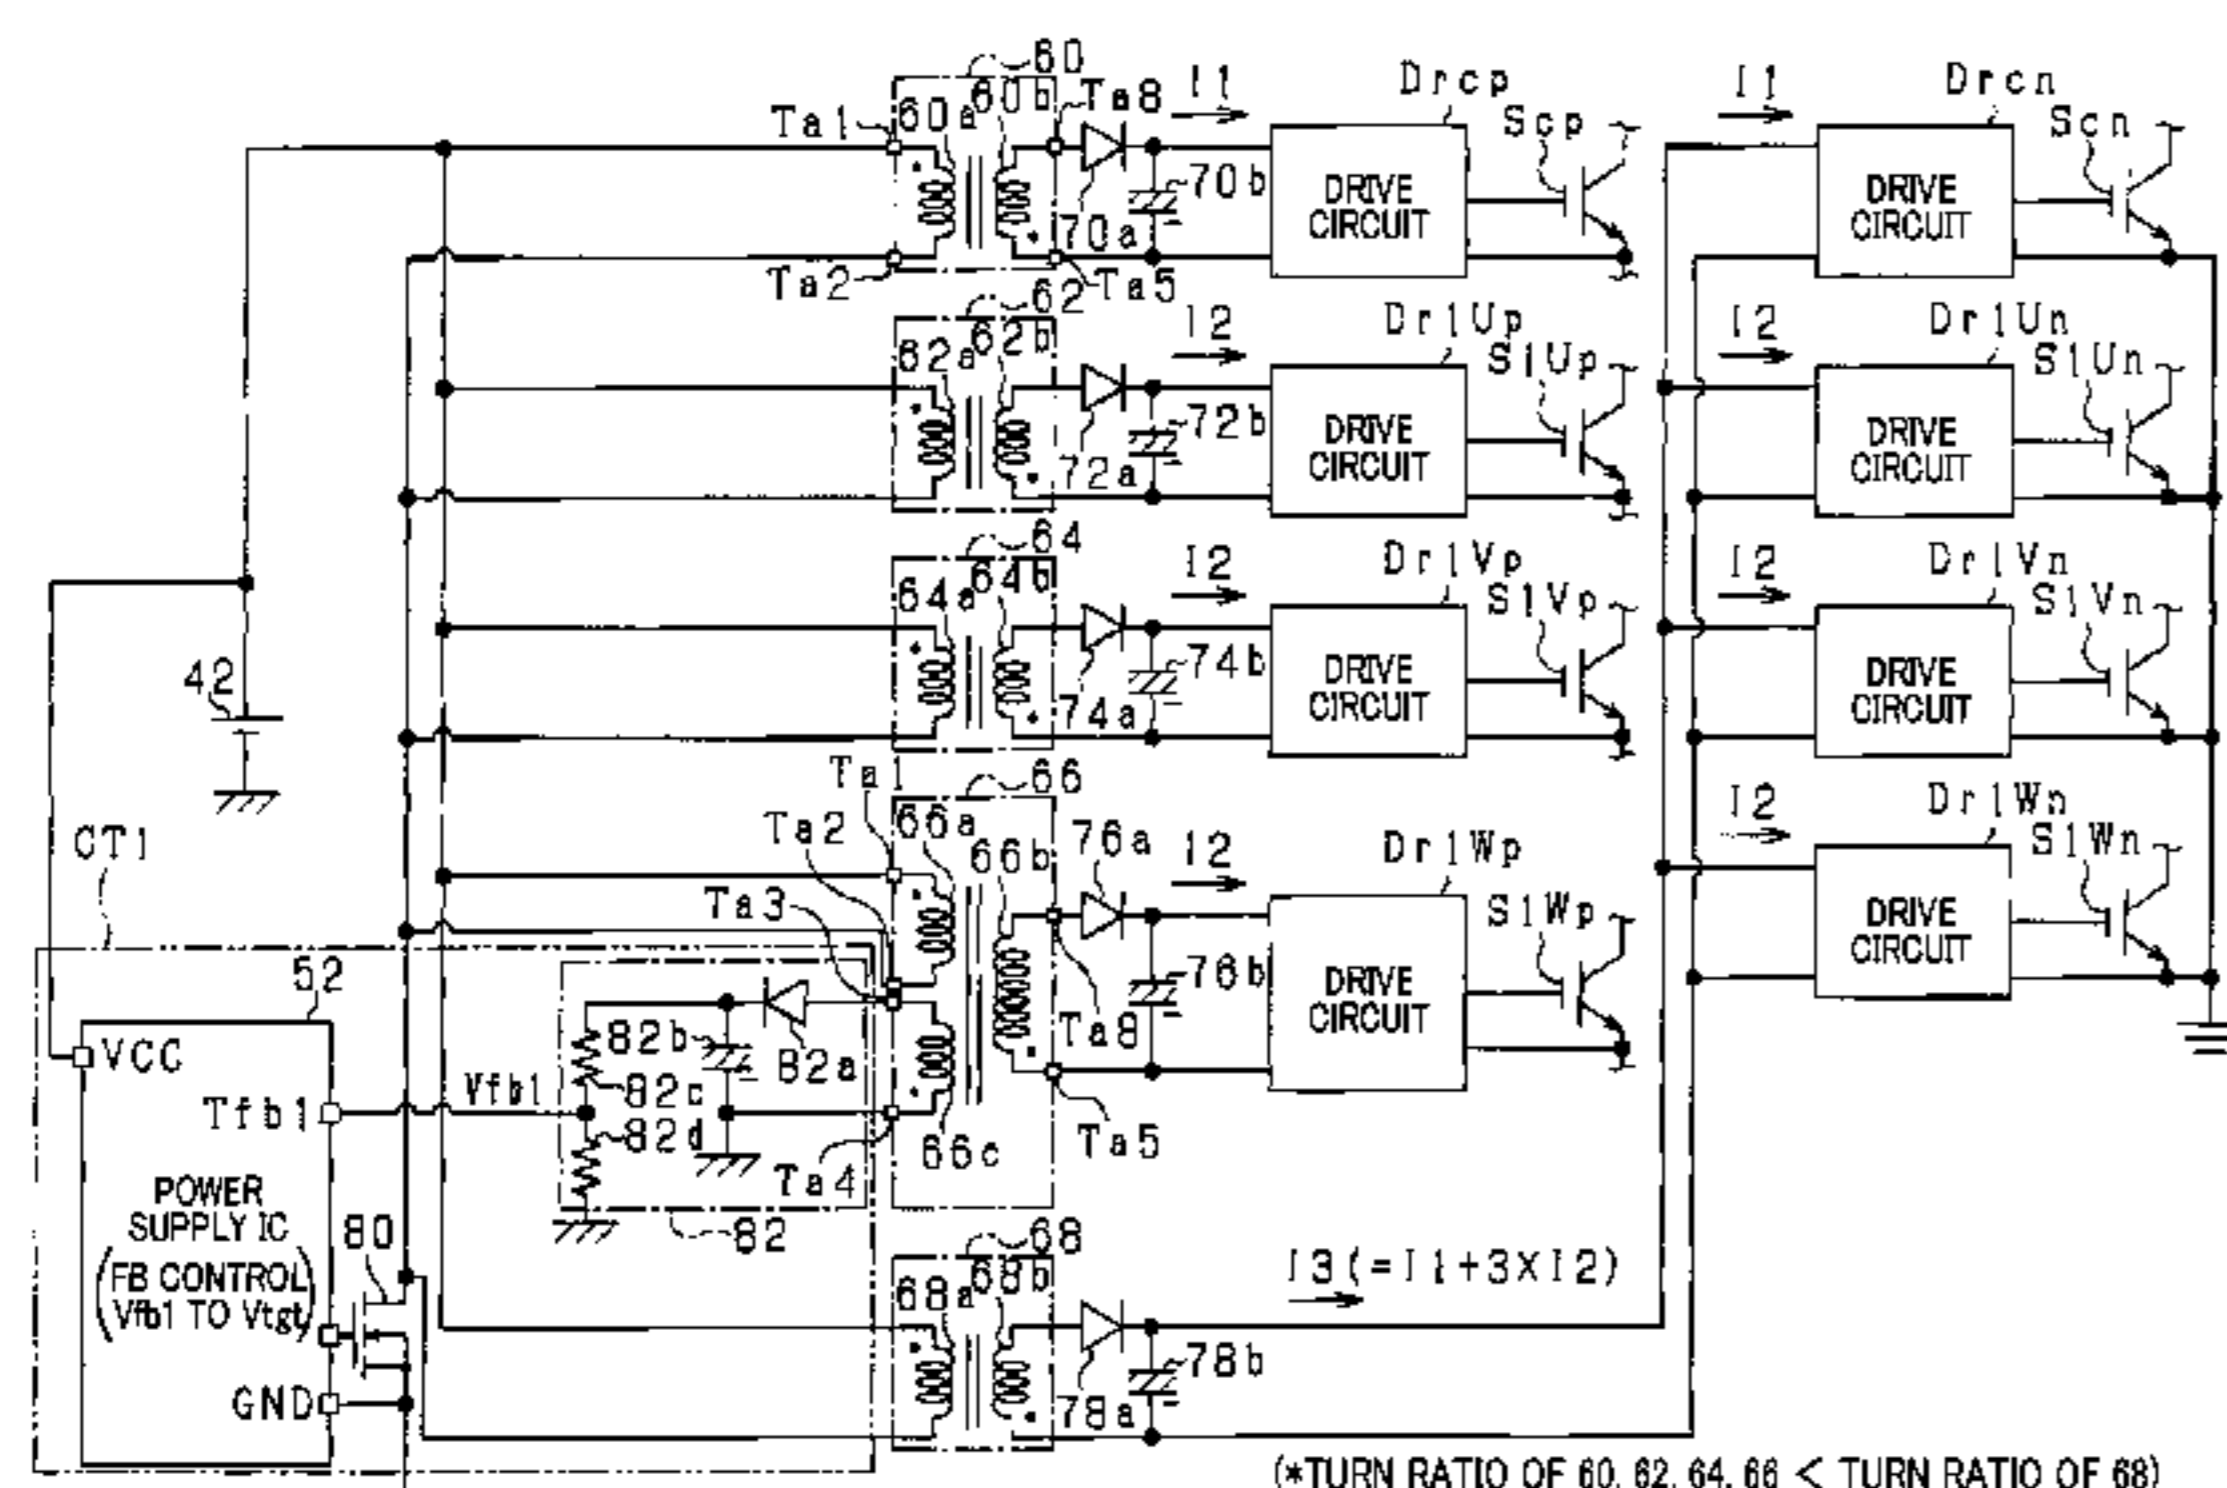 60
Ta1
60a
60b
Ta8
I1
Drcp
Scp
I1
Drcn
Scn
70b
70a
DRIVE
CIRCUIT
DRIVE
CIRCUIT
Ta2
Ta5
62
62a
62b
I2
Dr1Up
S1Up
I2
Dr1Un
S1Un
72b
72a
DRIVE
CIRCUIT
DRIVE
CIRCUIT
64
64a
64b
I2
Dr1Vp
S1Vp
I2
Dr1Vn
S1Vn
74b
74a
DRIVE
CIRCUIT
DRIVE
CIRCUIT
42
Ta1
66
66a
66b
Ta2
Ta3
76a
I2
Dr1Wp
S1Wp
I2
Dr1Wn
S1Wn
76b
DRIVE
CIRCUIT
DRIVE
CIRCUIT
CT1
52
VCC
82b
82a
Ta8
Tfb1
Vfb1
82c
82d
66c
Ta5
Ta4
82
POWER
SUPPLY IC
(FB CONTROL
Vfb1 TO Vtgt)
80
GND
68
68a
68b
I3(=I1+3XI2)
78b
78a
(*TURN RATIO OF 60, 62, 64, 66 < TURN RATIO OF 68)